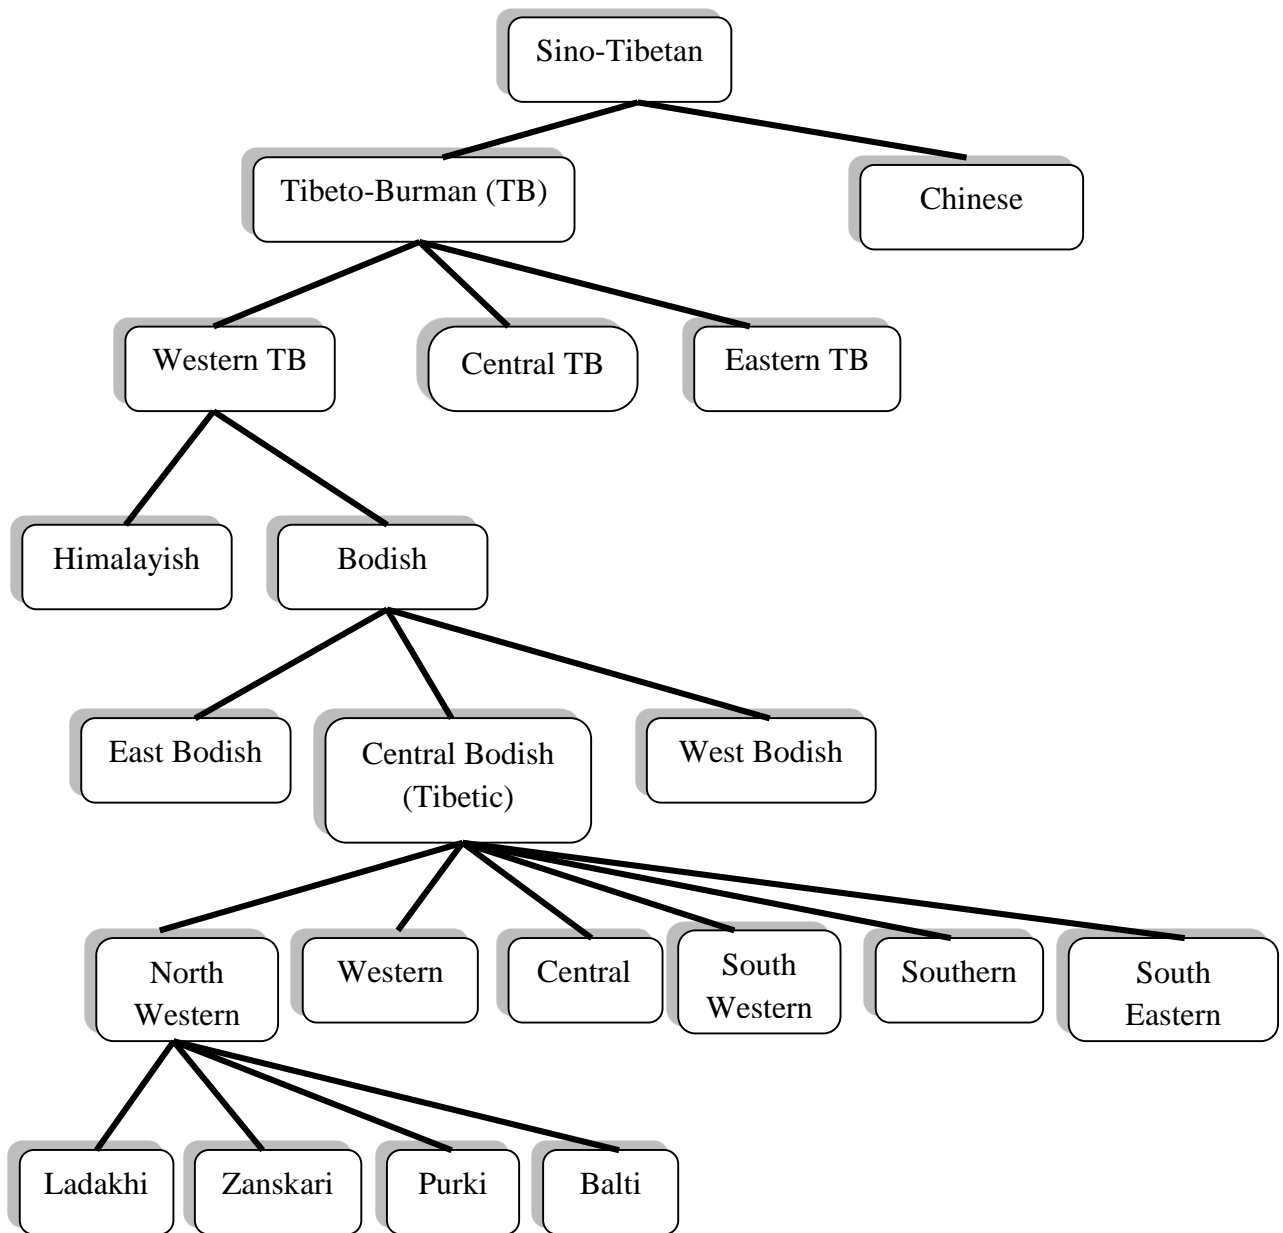 Sino-Tibetan
Tibeto-Burman (TB)
Chinese
Western TB
Central TB
Eastern TB
Himalayish
Bodish
East Bodish
Central Bodish
(Tibetic)
West Bodish
North
Western
Western
Central
South
Western
Southern
South
Eastern
Ladakhi
Zanskari
Purki
Balti